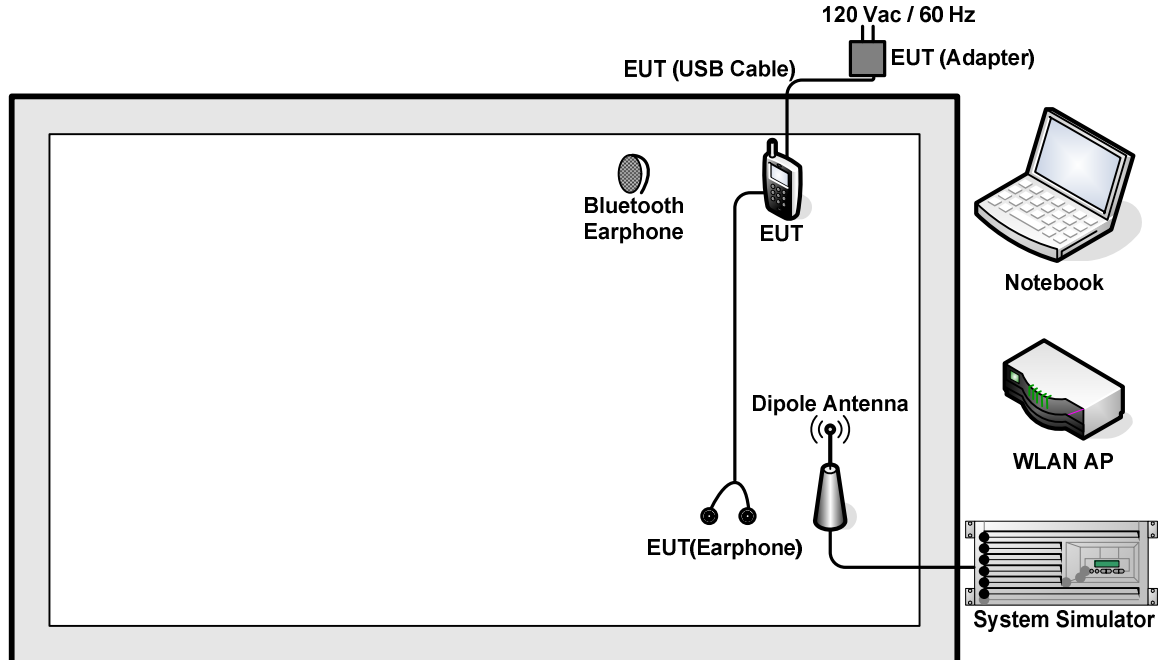 120 Vac / 60 Hz
EUT (Adapter)
EUT (USB Cable)
Bluetooth
Earphone
EUT
Notebook
Dipole Antenna
WLAN AP
EUT(Earphone)
System Simulator